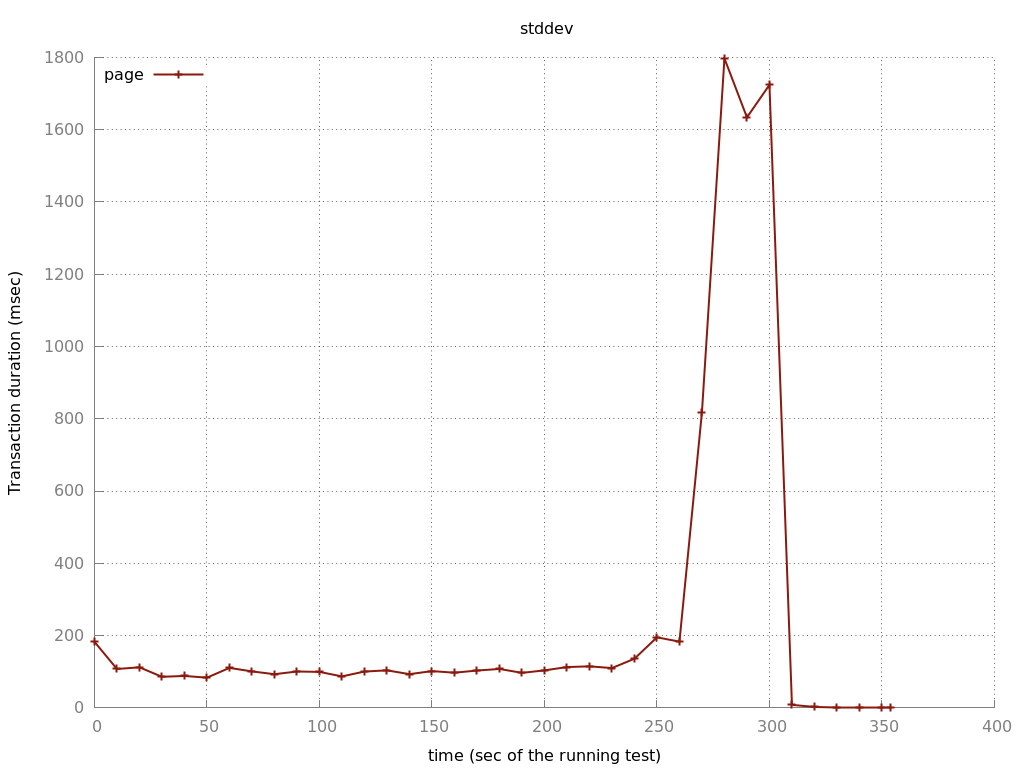 stddev
page
Transaction duration (msec)
1800
1600
1400
1200
1000
800
600
400
200
0
0 50 100 150 200 250 300 350 400
time (sec of the running test)